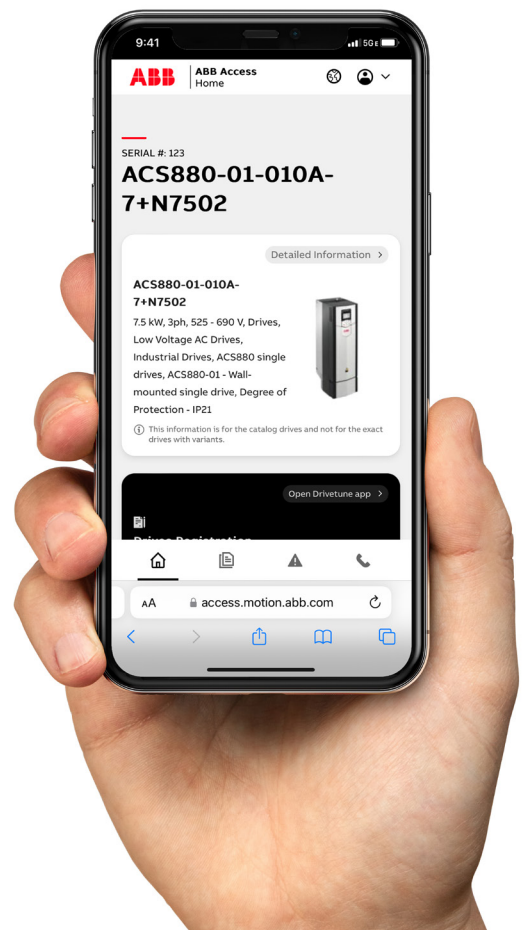 9:41
5G E
ABB
ABB Access
Home
SERIAL #: 123
ACS880-01-010A-
7+N7502
Detailed Information
ACS880-01-010A-
7+N7502
7.5 kW, 3ph, 525 - 690 V, Drives,
Low Voltage AC Drives,
Industrial Drives, ACS880 single
drives, ACS880-01 - Wall-
mounted single drive, Degree of
Protection - IP21
This information is for the catalog drives and not for the exact
drives with variants.
Open Drivetune app
Drives Registration
AA
access.motion.abb.com